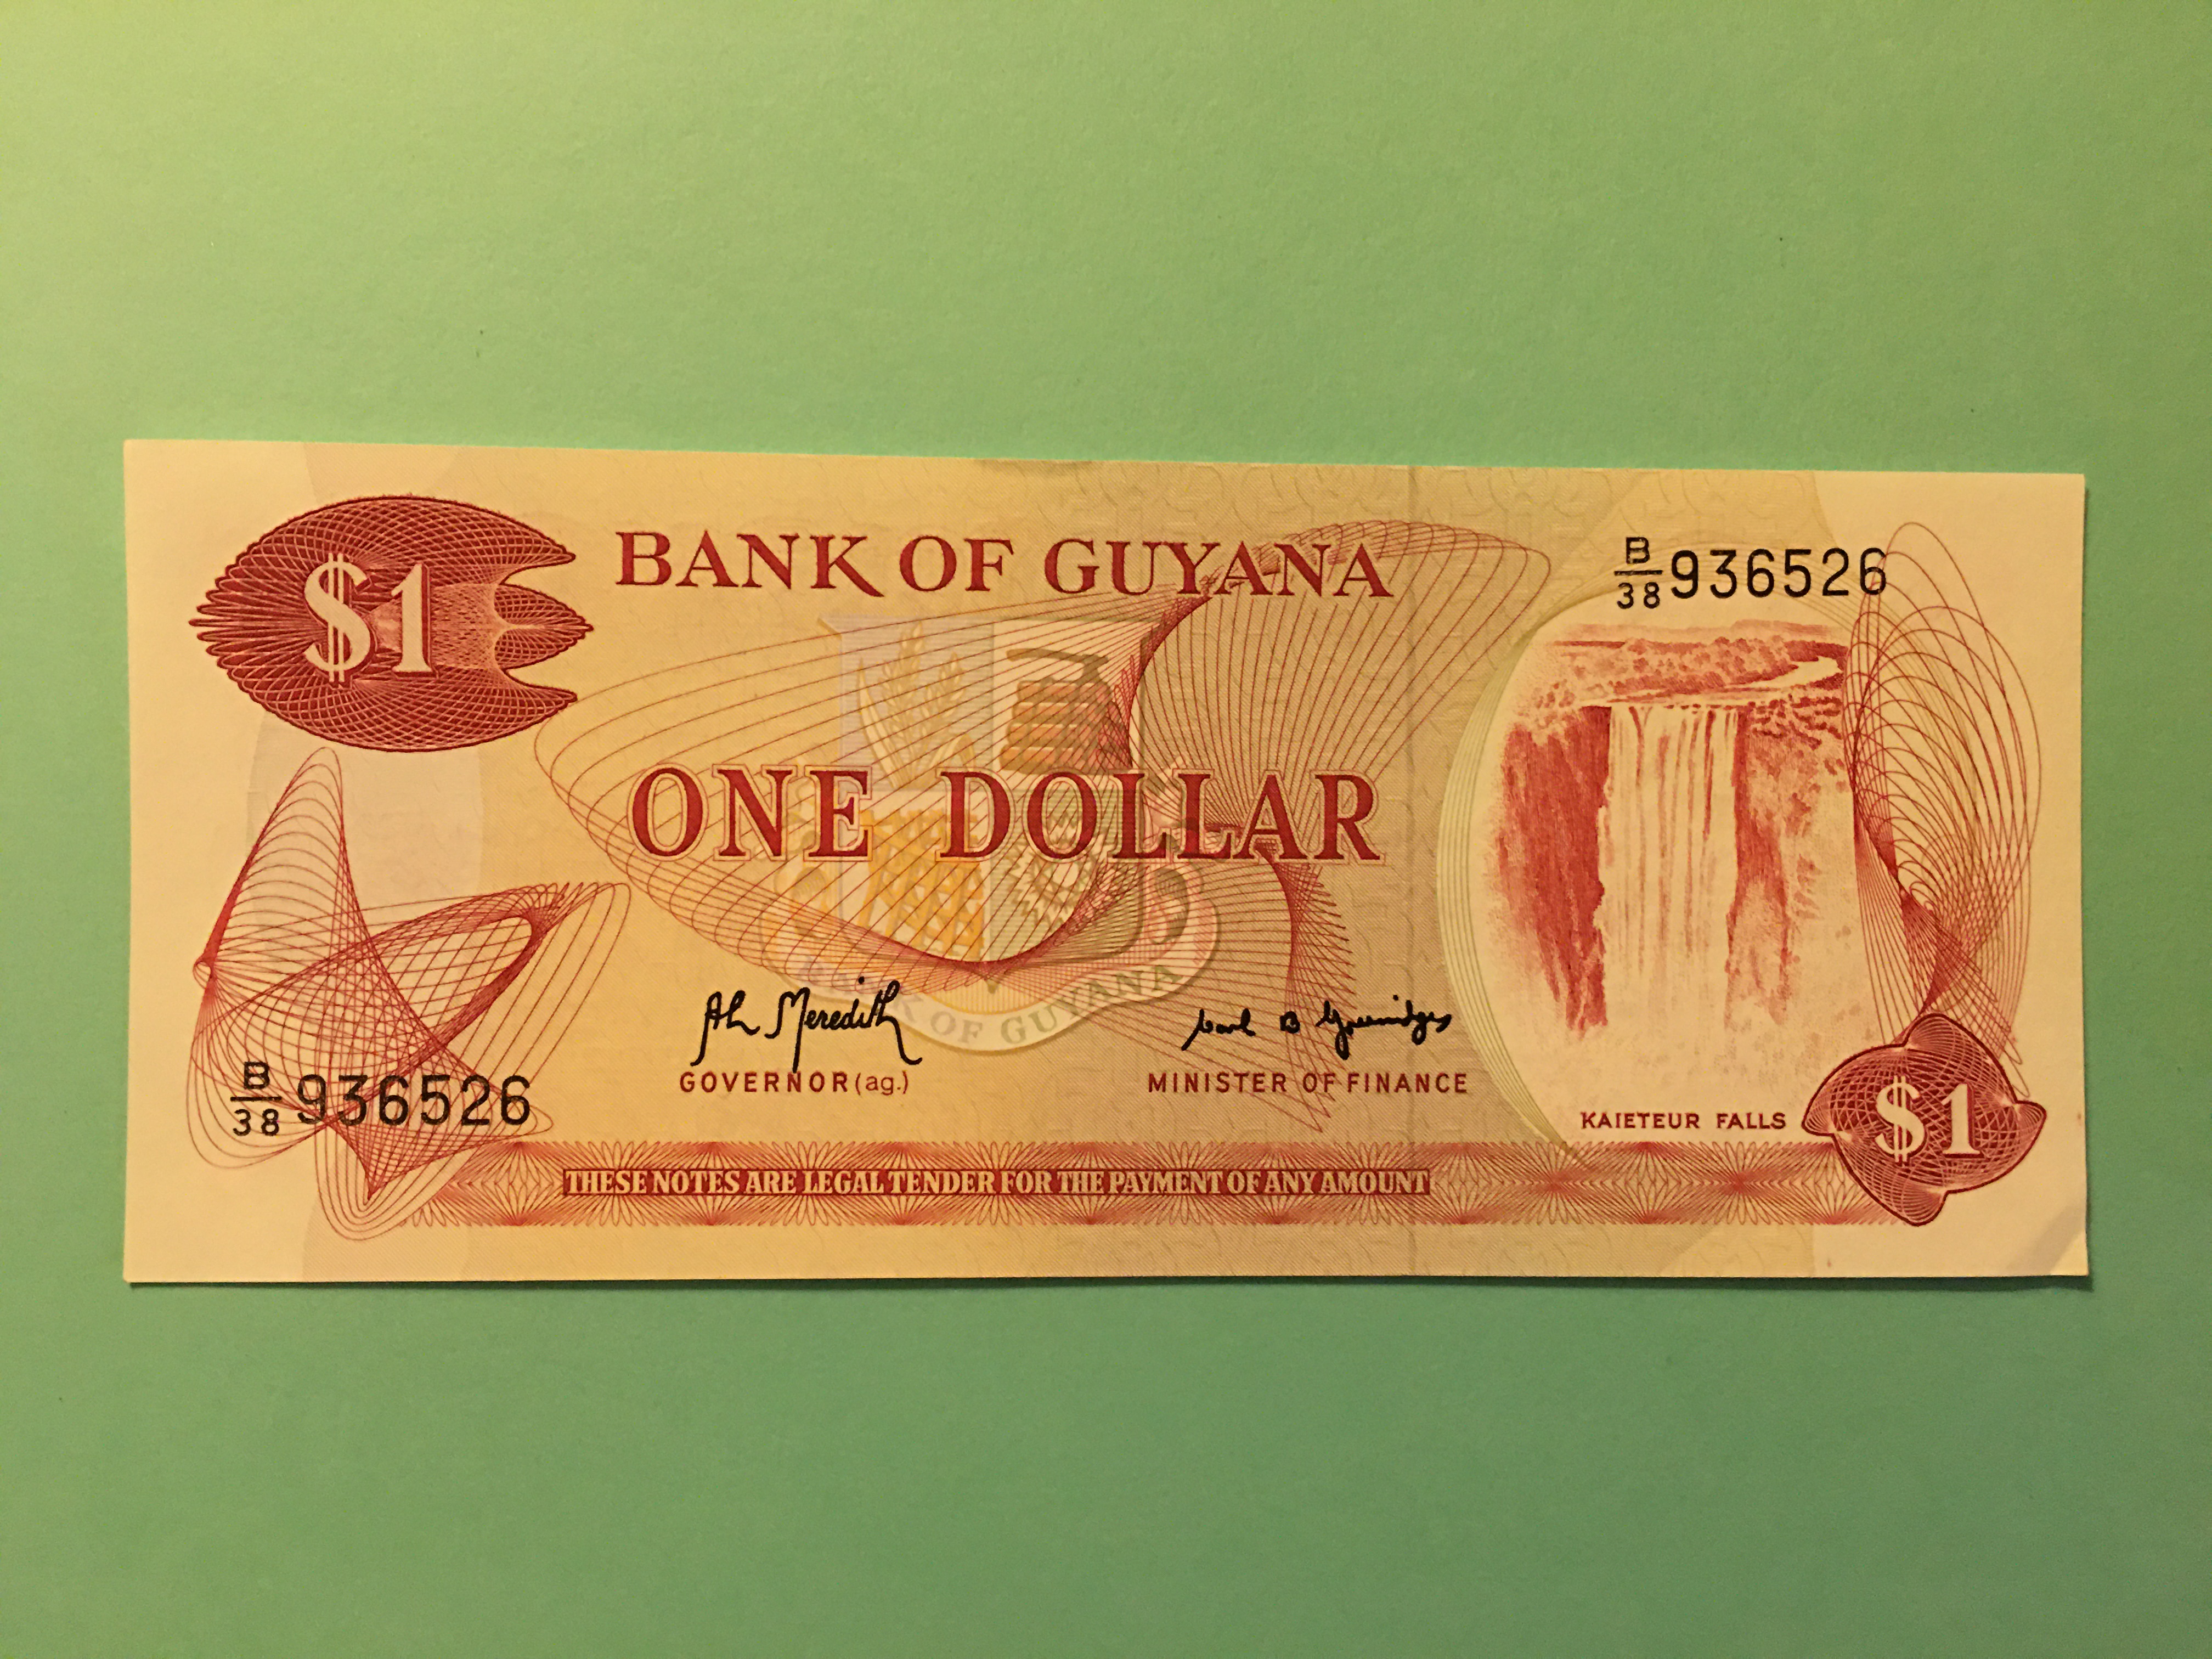 $1
BANK OF GUYANA
B/38 936526
ONE DOLLAR
BANK OF GUYANA
Meredith
Carl B Greenidge
GOVERNOR (ag.)
MINISTER OF FINANCE
B/38 936526
KAIETEUR FALLS
$1
THESE NOTES ARE LEGAL TENDER FOR THE PAYMENT OF ANY AMOUNT